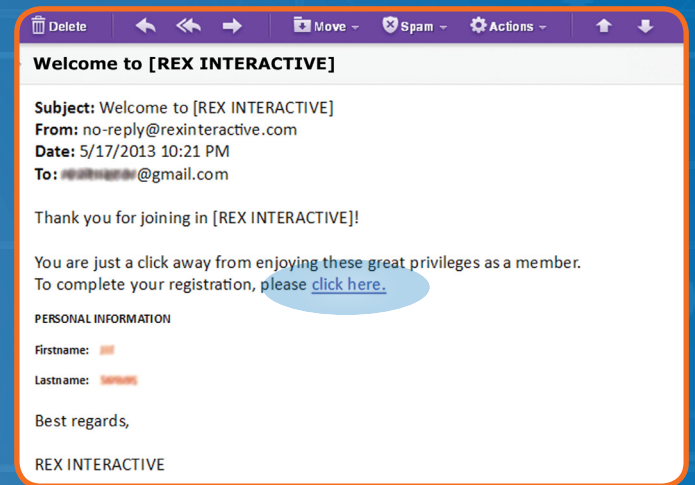 Delete Move Spam Actions
Welcome to [REX INTERACTIVE]
Subject: Welcome to [REX INTERACTIVE]
From: no-reply@rexinteractive.com
Date: 5/17/2013 10:21 PM
To: @gmail.com
Thank you for joining in [REX INTERACTIVE]!
You are just a click away from enjoying these great privileges as a member.
To complete your registration, please click here.
PERSONAL INFORMATION
Firstname:
Lastname:
Best regards,
REX INTERACTIVE